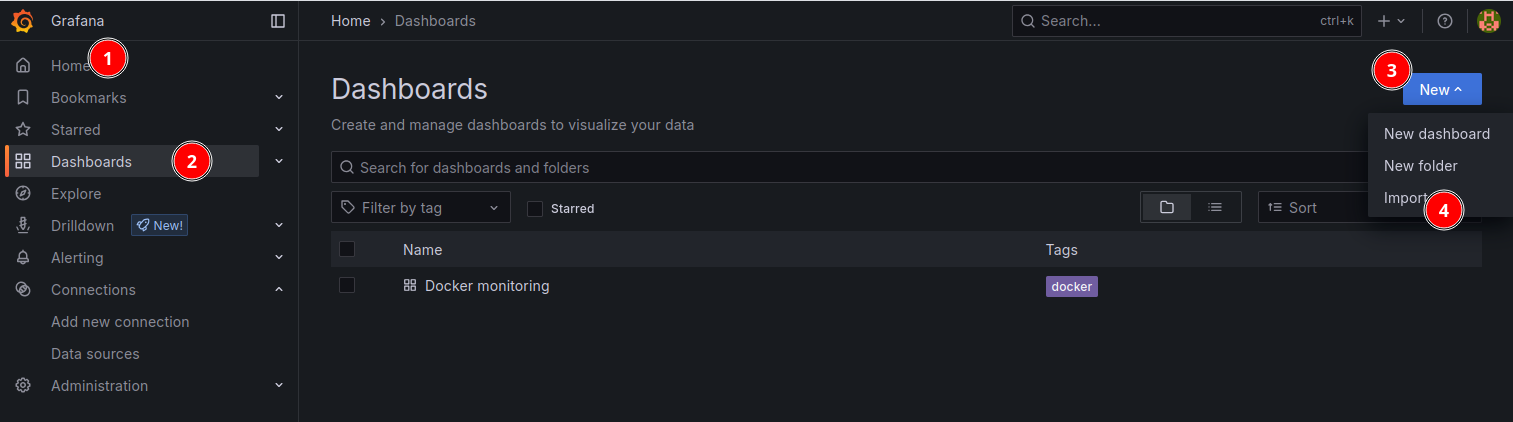 Grafana
Home › Dashboards
Search...
ctrl+k
Home
1
Bookmarks
Starred
Dashboards
2
Explore
Drilldown
New!
Alerting
Connections
Add new connection
Data sources
Administration
Dashboards
Create and manage dashboards to visualize your data
3
New
New dashboard
New folder
Import
4
Search for dashboards and folders
Filter by tag
Starred
Sort
Name
Tags
Docker monitoring
docker